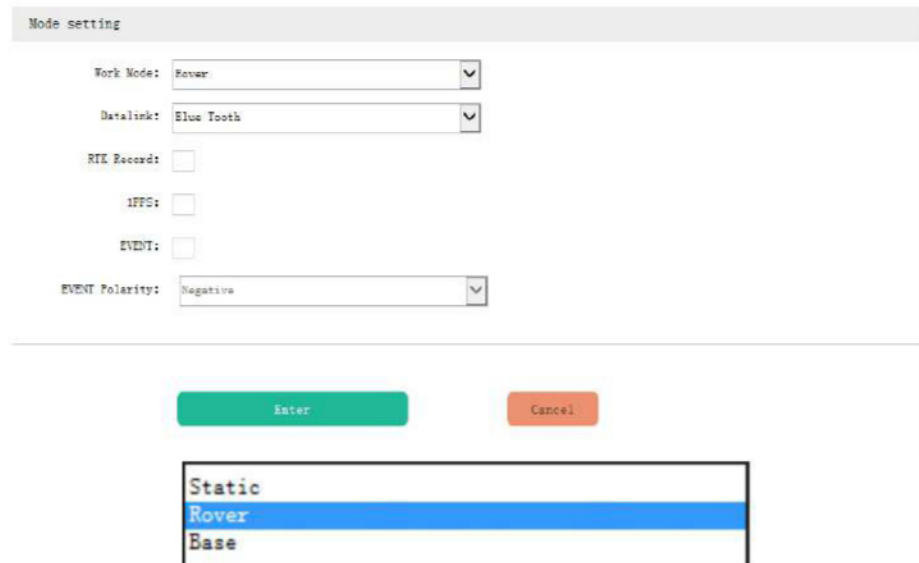 Mode setting
Work Mode: Rover
Datalink: Blue Tooth
RTK Record:
1PPS:
EVENT:
EVENT Polarity: Negative
Enter Cancel
Static
Rover
Base